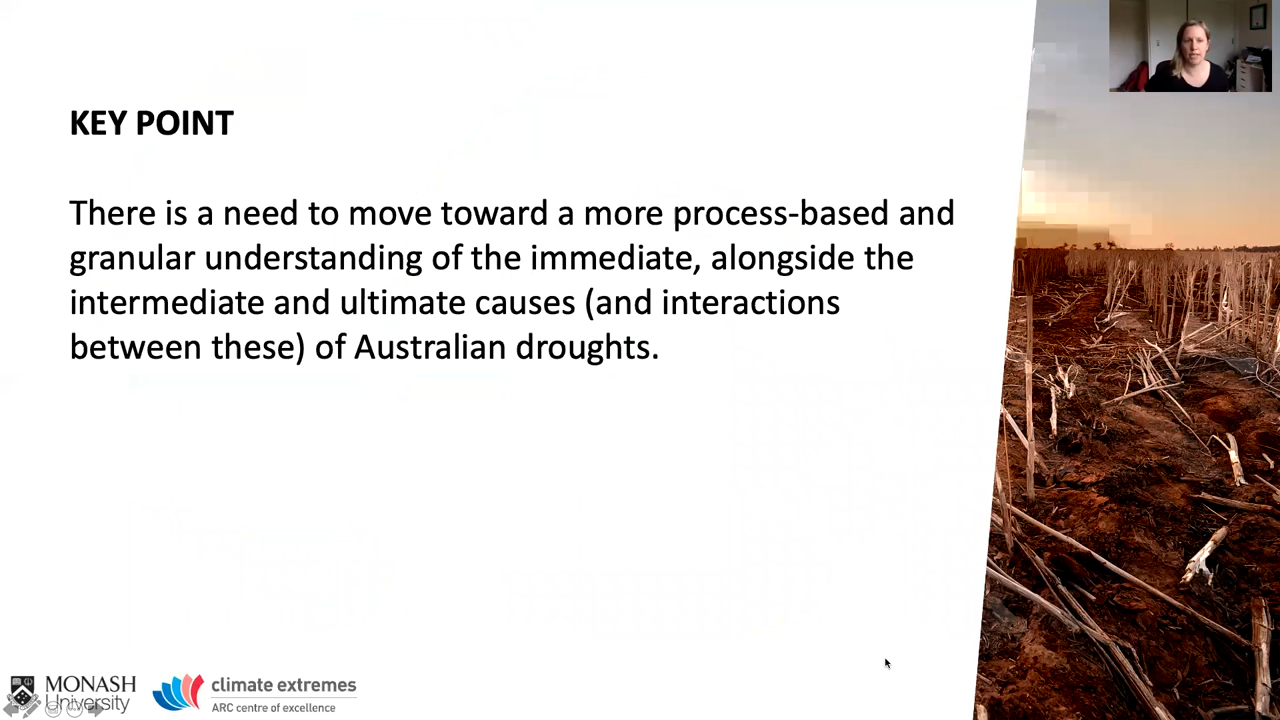 KEY POINT
There is a need to move toward a more process-based and
granular understanding of the immediate, alongside the
intermediate and ultimate causes (and interactions
between these) of Australian droughts.
MONASH
University
climate extremes
ARC centre of excellence